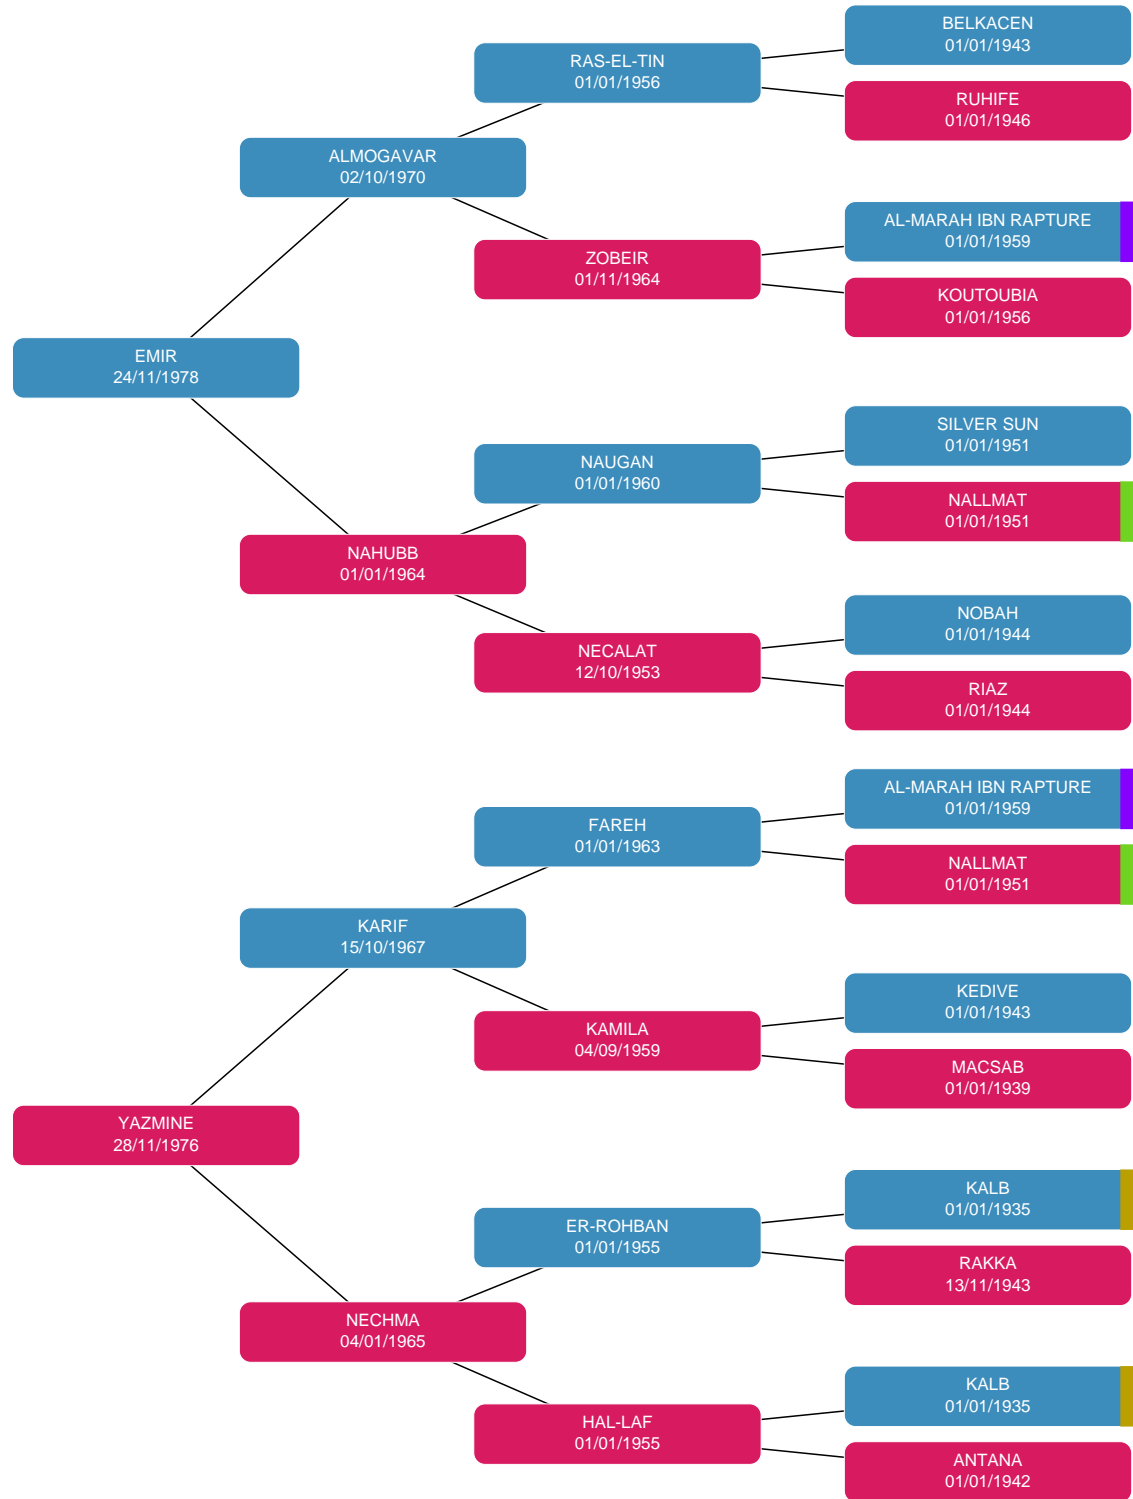 BELKACEN
01/01/1943
RAS-EL-TIN
01/01/1956
RUHIFE
01/01/1946
ALMOGAVAR
02/10/1970
AL-MARAH IBN RAPTURE
01/01/1959
ZOBEIR
01/11/1964
KOUTOUBIA
01/01/1956
EMIR
24/11/1978
SILVER SUN
01/01/1951
NAUGAN
01/01/1960
NALLMAT
01/01/1951
NAHUBB
01/01/1964
NOBAH
01/01/1944
NECALAT
12/10/1953
RIAZ
01/01/1944
AL-MARAH IBN RAPTURE
01/01/1959
FAREH
01/01/1963
NALLMAT
01/01/1951
KARIF
15/10/1967
KEDIVE
01/01/1943
KAMILA
04/09/1959
MACSAB
01/01/1939
YAZMINE
28/11/1976
KALB
01/01/1935
ER-ROHBAN
01/01/1955
RAKKA
13/11/1943
NECHMA
04/01/1965
KALB
01/01/1935
HAL-LAF
01/01/1955
ANTANA
01/01/1942